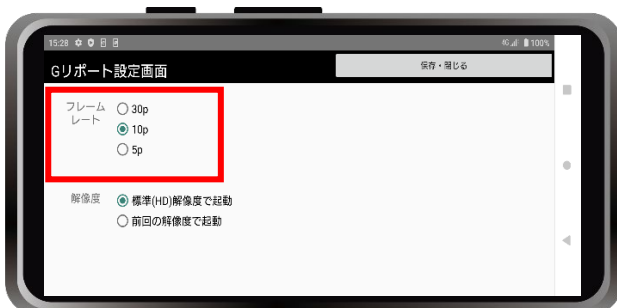 15:28
100%
Gリポート設定画面
保存・閉じる
フレーム
レート
30p
10p
5p
解像度
標準(HD)解像度で起動
前回の解像度で起動